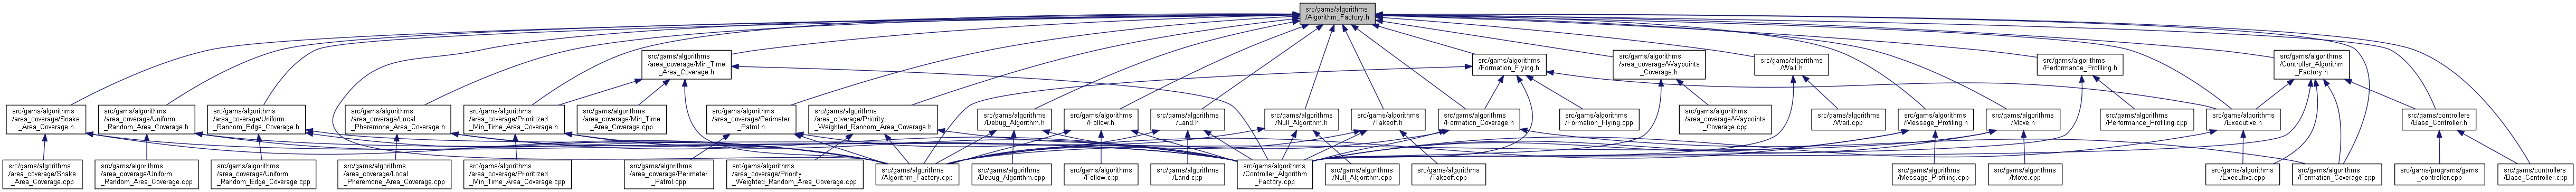 src/gams/algorithms
/Algorithm_Factory.h
src/gams/algorithms
/area_coverage/Min_Time
_Area_Coverage.h
src/gams/algorithms
/Formation_Flying.h
src/gams/algorithms
/area_coverage/Waypoints
_Coverage.h
src/gams/algorithms
/Wait.h
src/gams/algorithms
/Performance_Profiling.h
src/gams/algorithms
/Controller_Algorithm
_Factory.h
src/gams/algorithms
/area_coverage/Snake
_Area_Coverage.h
src/gams/algorithms
/area_coverage/Uniform
_Random_Area_Coverage.h
src/gams/algorithms
/area_coverage/Uniform
_Random_Edge_Coverage.h
src/gams/algorithms
/area_coverage/Local
_Pheremone_Area_Coverage.h
src/gams/algorithms
/area_coverage/Prioritized
_Min_Time_Area_Coverage.h
src/gams/algorithms
/area_coverage/Min_Time
_Area_Coverage.cpp
src/gams/algorithms
/area_coverage/Perimeter
_Patrol.h
src/gams/algorithms
/area_coverage/Priority
_Weighted_Random_Area_Coverage.h
src/gams/algorithms
/Debug_Algorithm.h
src/gams/algorithms
/Follow.h
src/gams/algorithms
/Land.h
src/gams/algorithms
/Null_Algorithm.h
src/gams/algorithms
/Takeoff.h
src/gams/algorithms
/Formation_Coverage.h
src/gams/algorithms
/Formation_Flying.cpp
src/gams/algorithms
/area_coverage/Waypoints
_Coverage.cpp
src/gams/algorithms
/Wait.cpp
src/gams/algorithms
/Message_Profiling.h
src/gams/algorithms
/Move.h
src/gams/algorithms
/Performance_Profiling.cpp
src/gams/algorithms
/Executive.h
src/gams/controllers
/Base_Controller.h
src/gams/algorithms
/area_coverage/Snake
_Area_Coverage.cpp
src/gams/algorithms
/area_coverage/Uniform
_Random_Area_Coverage.cpp
src/gams/algorithms
/area_coverage/Uniform
_Random_Edge_Coverage.cpp
src/gams/algorithms
/area_coverage/Local
_Pheremone_Area_Coverage.cpp
src/gams/algorithms
/area_coverage/Prioritized
_Min_Time_Area_Coverage.cpp
src/gams/algorithms
/area_coverage/Perimeter
_Patrol.cpp
src/gams/algorithms
/area_coverage/Priority
_Weighted_Random_Area_Coverage.cpp
src/gams/algorithms
/Algorithm_Factory.cpp
src/gams/algorithms
/Debug_Algorithm.cpp
src/gams/algorithms
/Follow.cpp
src/gams/algorithms
/Land.cpp
src/gams/algorithms
/Controller_Algorithm
_Factory.cpp
src/gams/algorithms
/Null_Algorithm.cpp
src/gams/algorithms
/Takeoff.cpp
src/gams/algorithms
/Message_Profiling.cpp
src/gams/algorithms
/Move.cpp
src/gams/algorithms
/Executive.cpp
src/gams/algorithms
/Formation_Coverage.cpp
src/gams/programs/gams
_controller.cpp
src/gams/controllers
/Base_Controller.cpp